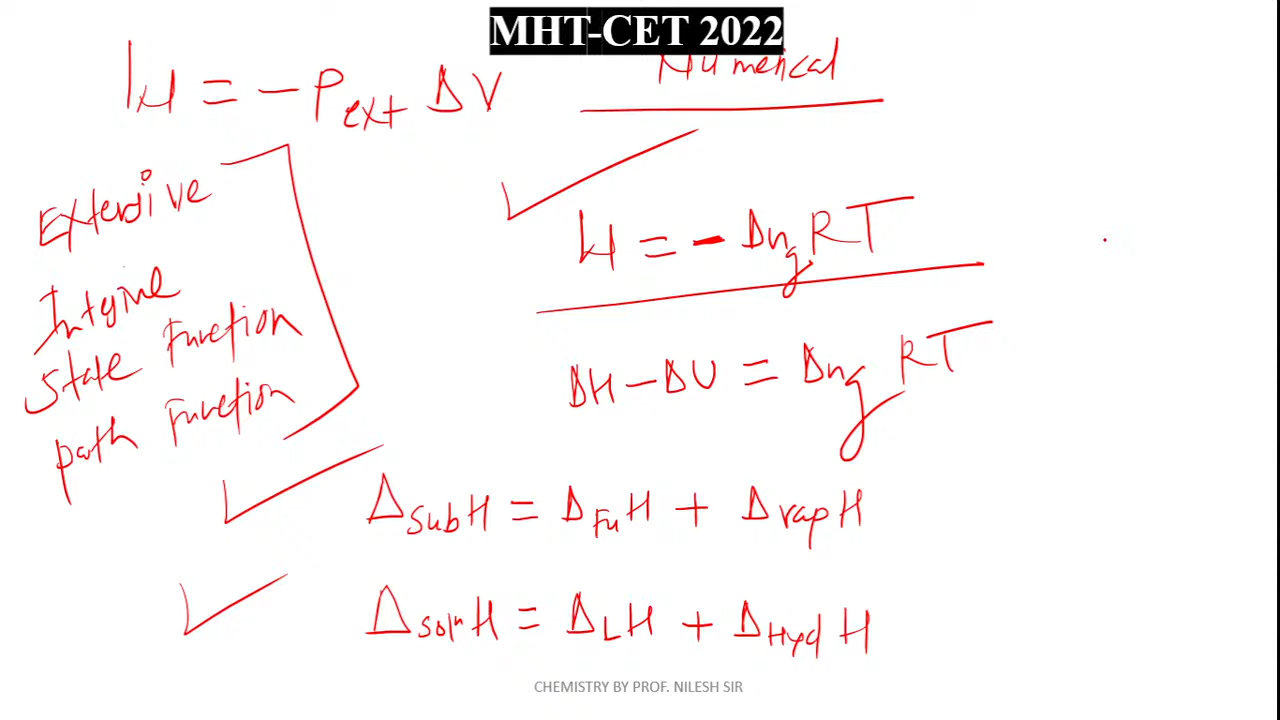 MHT-CET 2022
W = - Pext ΔV
Numerical
Extensive
Intensive
State Function
path Function
W = - Δng RT
ΔH - ΔU = Δng RT
ΔSubH = ΔFuH + ΔvapH
ΔsolnH = ΔLH + ΔHydH
CHEMISTRY BY PROF. NILESH SIR